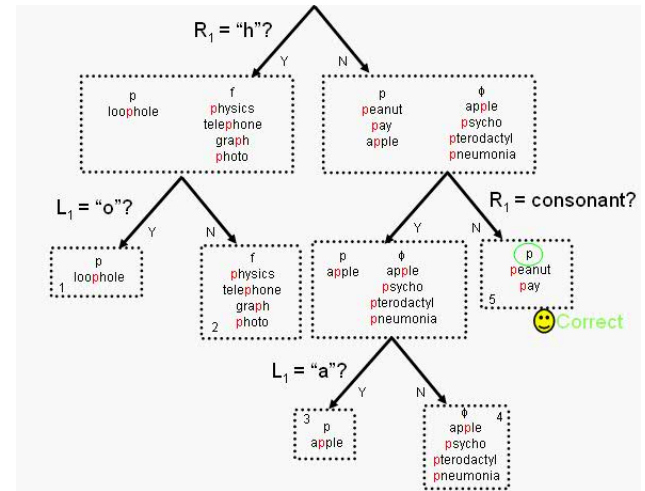 R₁ = “h”?
Y
N
p
loophole
f
physics
telephone
graph
photo
p
peanut
pay
apple
ϕ
apple
psycho
pterodactyl
pneumonia
L₁ = “o”?
Y
N
R₁ = consonant?
Y
N
p
loophole
1
f
physics
telephone
graph
photo
2
p
apple
ϕ
apple
psycho
pterodactyl
pneumonia
p
peanut
pay
5
Correct
L₁ = “a”?
Y
N
3
p
apple
ϕ
4
apple
psycho
pterodactyl
pneumonia